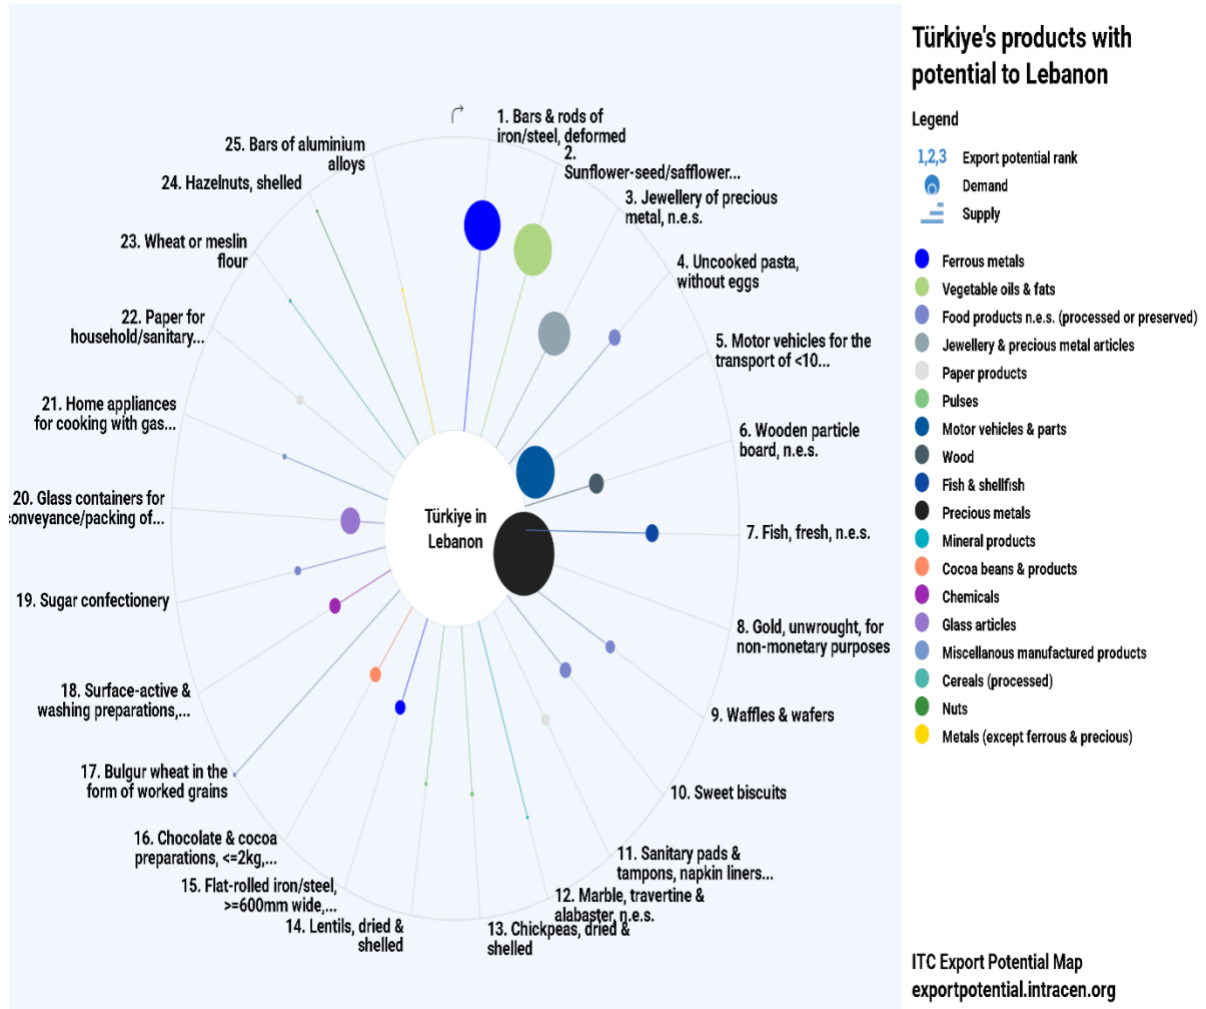 Türkiye's products with
potential to Lebanon
Legend
1,2,3 Export potential rank
Demand
Supply
Ferrous metals
Vegetable oils & fats
Food products n.e.s. (processed or preserved)
Jewellery & precious metal articles
Paper products
Pulses
Motor vehicles & parts
Wood
Fish & shellfish
Precious metals
Mineral products
Cocoa beans & products
Chemicals
Glass articles
Miscellanous manufactured products
Cereals (processed)
Nuts
Metals (except ferrous & precious)
ITC Export Potential Map
exportpotential.intracen.org
Türkiye in
Lebanon
1. Bars & rods of
iron/steel, deformed
2.
Sunflower-seed/safflower...
3. Jewellery of precious
metal, n.e.s.
4. Uncooked pasta,
without eggs
5. Motor vehicles for the
transport of <10...
6. Wooden particle
board, n.e.s.
7. Fish, fresh, n.e.s.
8. Gold, unwrought, for
non-monetary purposes
9. Waffles & wafers
10. Sweet biscuits
11. Sanitary pads &
tampons, napkin liners...
12. Marble, travertine &
alabaster, n.e.s.
13. Chickpeas, dried &
shelled
14. Lentils, dried &
shelled
15. Flat-rolled iron/steel,
>=600mm wide,...
16. Chocolate & cocoa
preparations, <=2kg,...
17. Bulgur wheat in the
form of worked grains
18. Surface-active &
washing preparations,...
19. Sugar confectionery
20. Glass containers for
conveyance/packing of...
21. Home appliances
for cooking with gas...
22. Paper for
household/sanitary...
23. Wheat or meslin
flour
24. Hazelnuts, shelled
25. Bars of aluminium
alloys